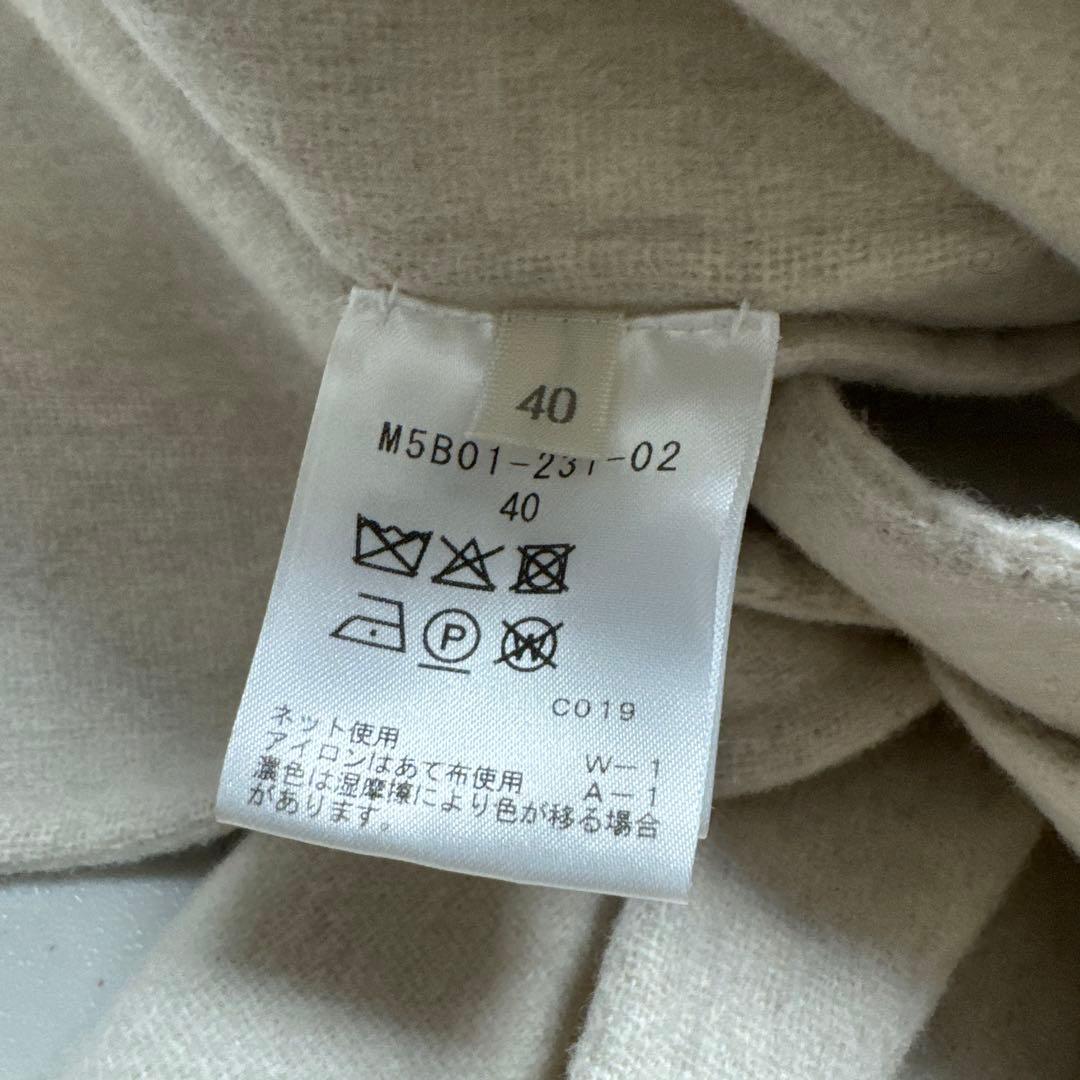 40
M5B01-231-02
40
P
W
C019
ネット使用
アイロンはあて布使用
W-1
濃色は湿摩擦により色が移る場合
A-1
があります。